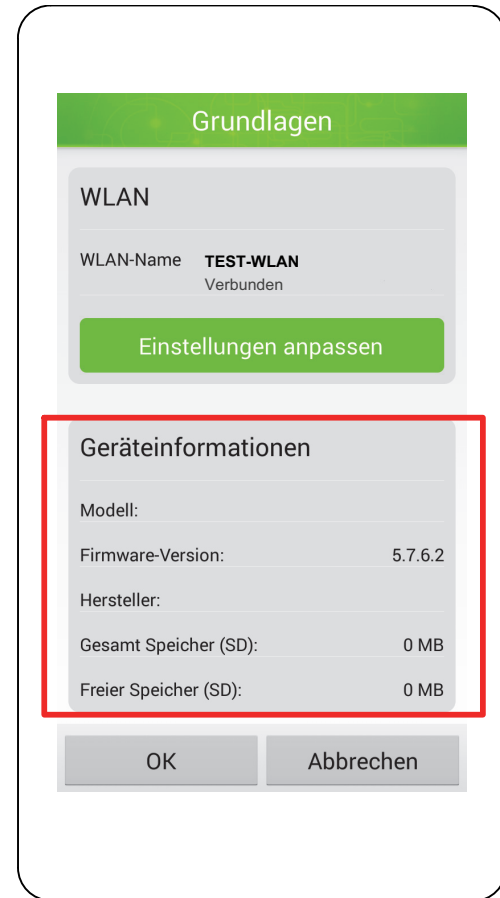 Grundlagen
WLAN
WLAN-Name TEST-WLAN
Verbunden
Einstellungen anpassen
Geräteinformationen
Modell:
Firmware-Version: 5.7.6.2
Hersteller:
Gesamt Speicher (SD): 0 MB
Freier Speicher (SD): 0 MB
OK Abbrechen